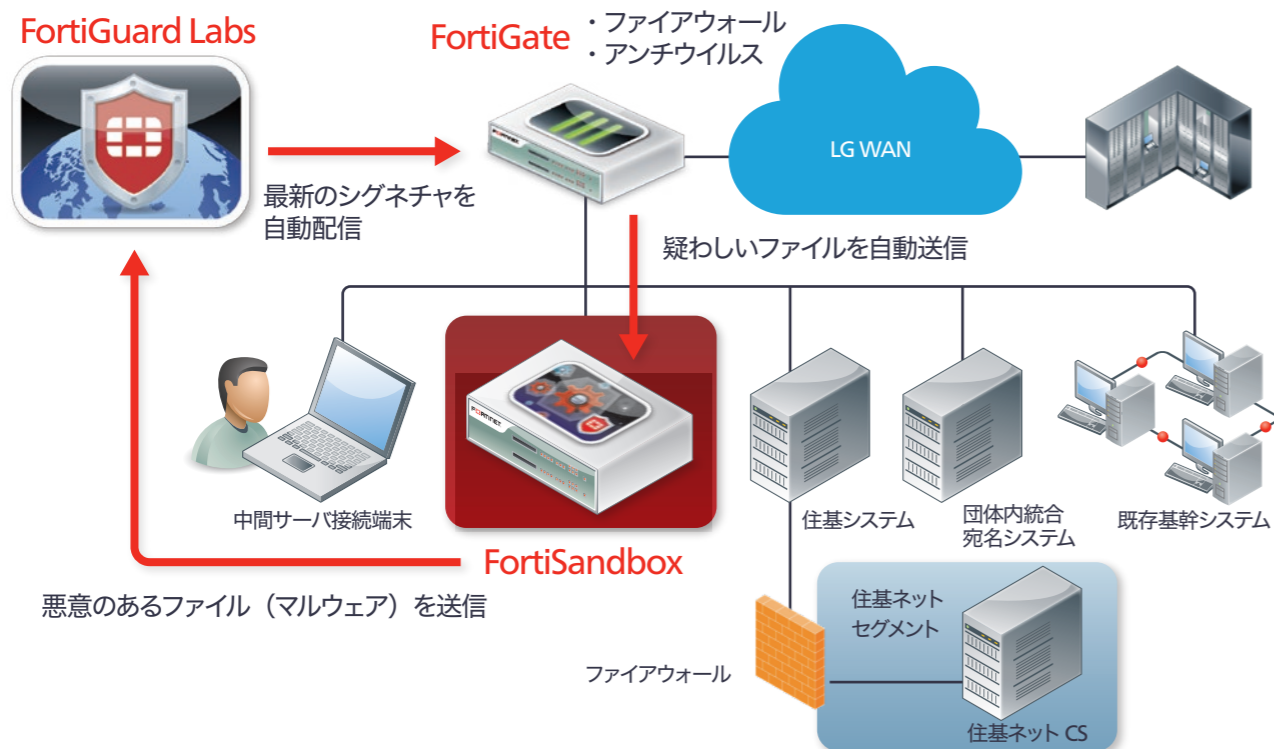 FortiGuard Labs
FortiGate
・ファイアウォール
・アンチウイルス
LG WAN
最新のシグネチャを
自動配信
疑わしいファイルを自動送信
FORTINET
FORTINET
中間サーバ接続端末
FortiSandbox
住基システム
団体内統合
宛名システム
既存基幹システム
悪意のあるファイル（マルウェア）を送信
住基ネット
セグメント
ファイアウォール
住基ネット CS